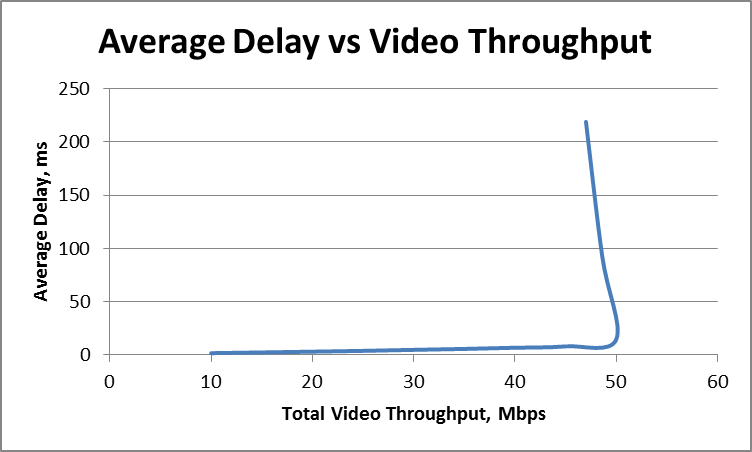 Average Delay vs Video Throughput
250
200
150
100
50
0
Average Delay, ms
0 10 20 30 40 50 60
Total Video Throughput, Mbps